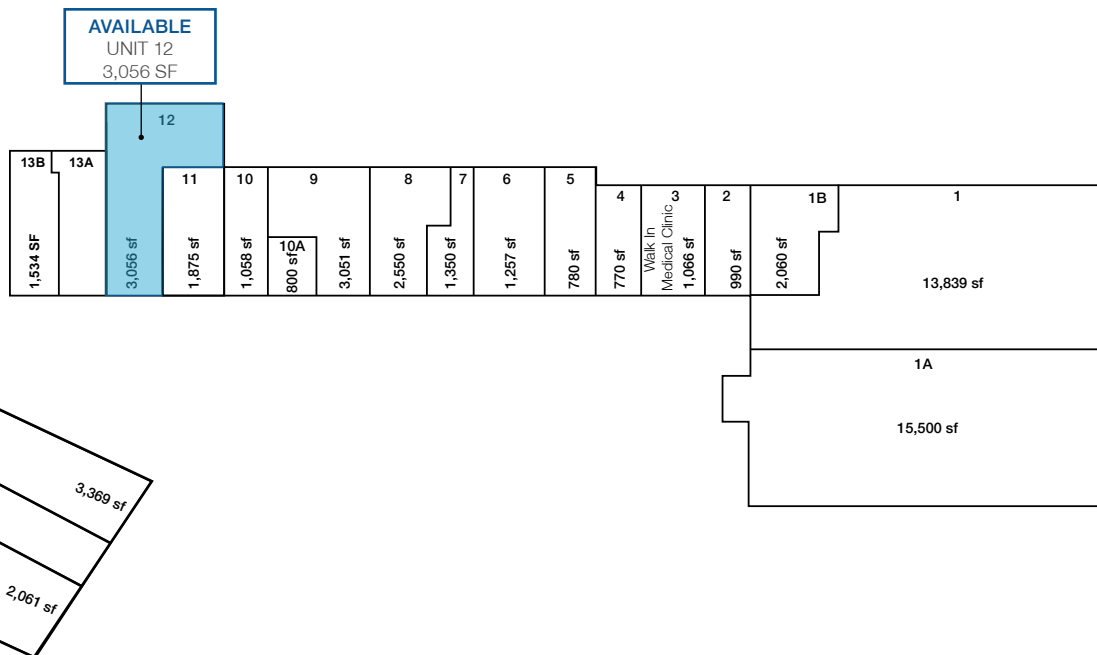 AVAILABLE
UNIT 12
3,056 SF
12
13B
13A
11
10
9
8
7
6
5
4
3
2
1B
1
10A
1,534 SF
3,056 sf
1,875 sf
1,058 sf
800 sf
3,051 sf
2,550 sf
1,350 sf
1,257 sf
780 sf
770 sf
Walk In
Medical Clinic
1,066 sf
990 sf
2,060 sf
13,839 sf
1A
15,500 sf
3,369 sf
2,061 sf